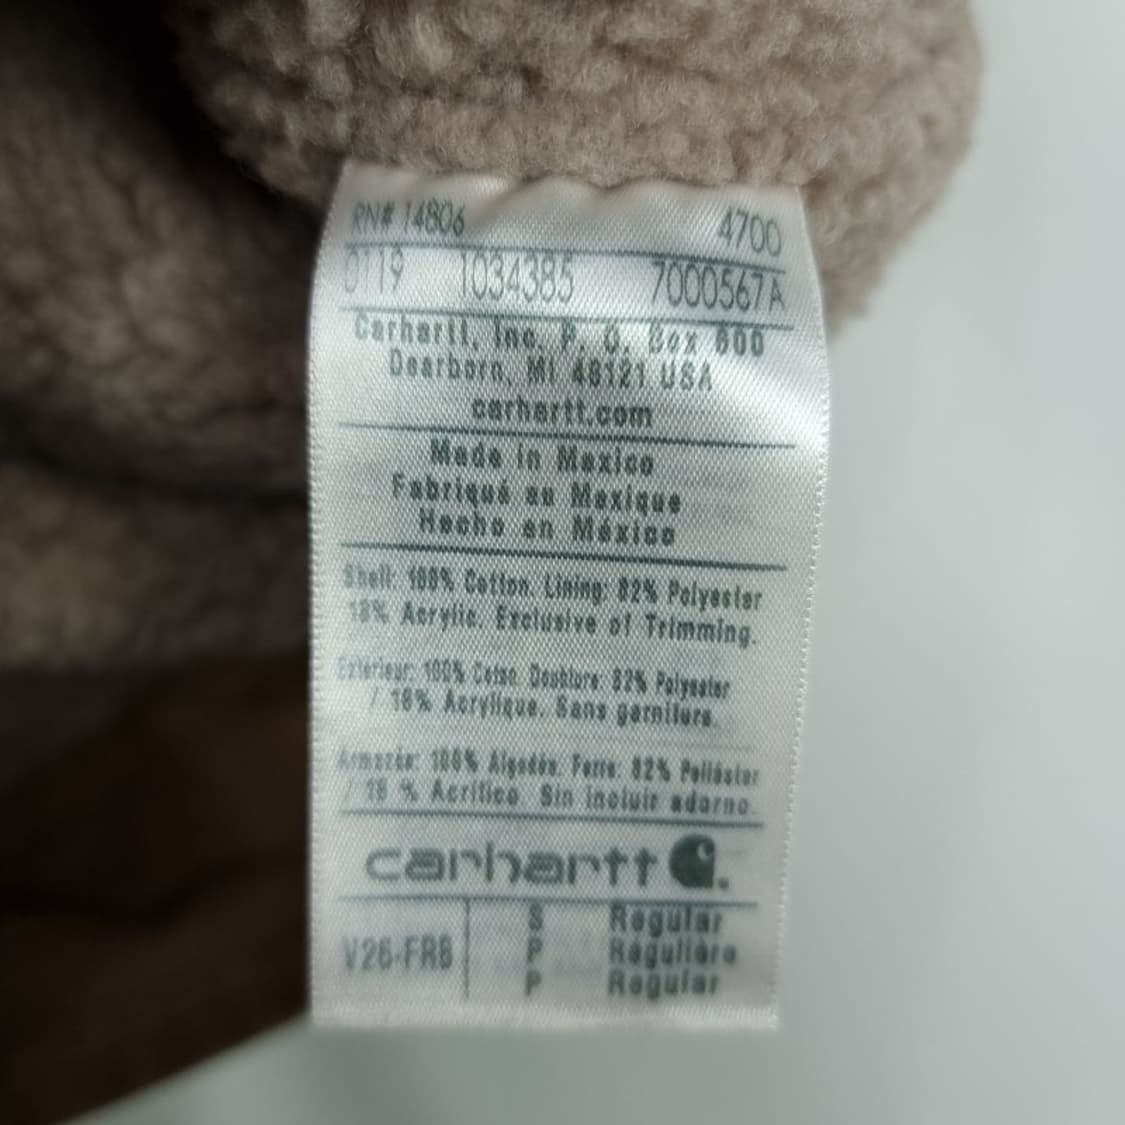 RN# 14806 4700
0119 1034385 7000567A
Carhartt, Inc. P. O. Box 600
Dearborn, MI 48121 USA
carhartt.com
Made in Mexico
Fabriqué au Mexique
Hecho en México
Shell: 100% Cotton. Lining: 82% Polyester
18% Acrylic. Exclusive of Trimming.
Extérieur: 100% Coton. Doublure: 82% Polyester
/ 18% Acrylique. Sans garniture.
Armazón: 100% Algodón. Forro: 82% Poliéster
/ 18 % Acrílico. Sin incluir adorno.
carhartt
V26-FR8
S Regular
P Régulière
P Regular